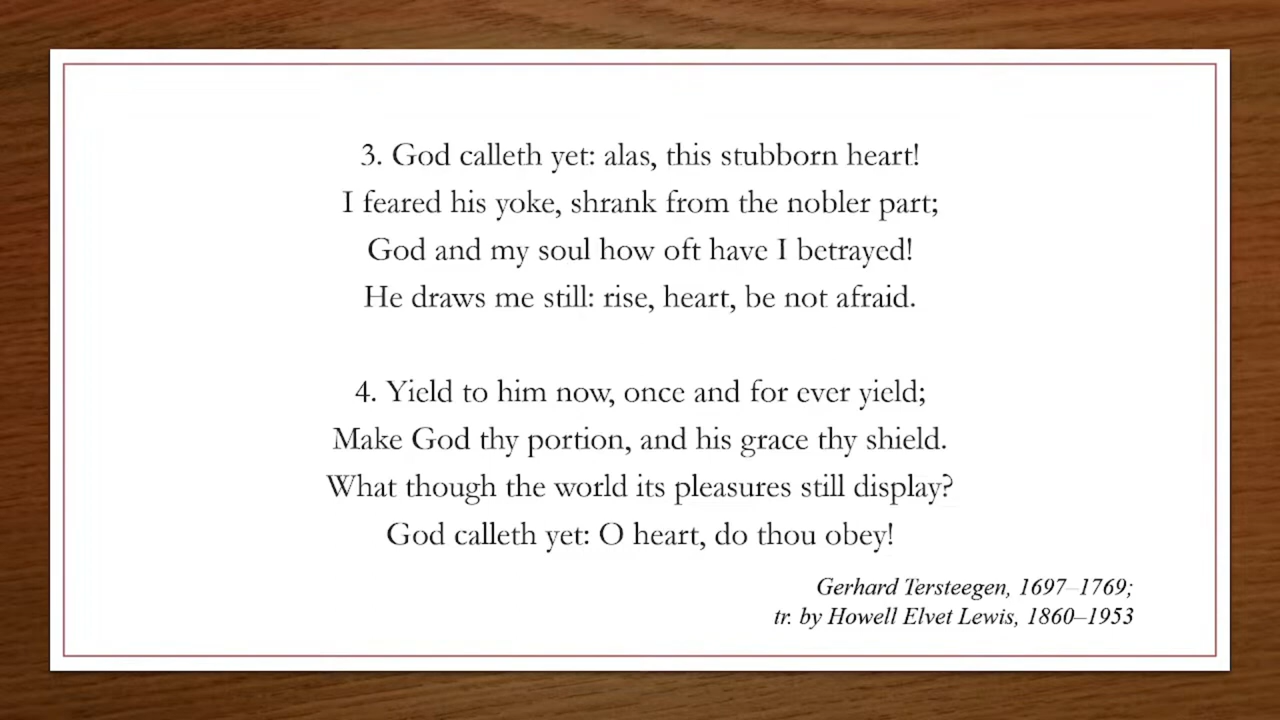 3. God calleth yet: alas, this stubborn heart!
I feared his yoke, shrank from the nobler part;
God and my soul how oft have I betrayed!
He draws me still: rise, heart, be not afraid.
4. Yield to him now, once and for ever yield;
Make God thy portion, and his grace thy shield.
What though the world its pleasures still display?
God calleth yet: O heart, do thou obey!
Gerhard Tersteegen, 1697–1769;
tr. by Howell Elvet Lewis, 1860–1953